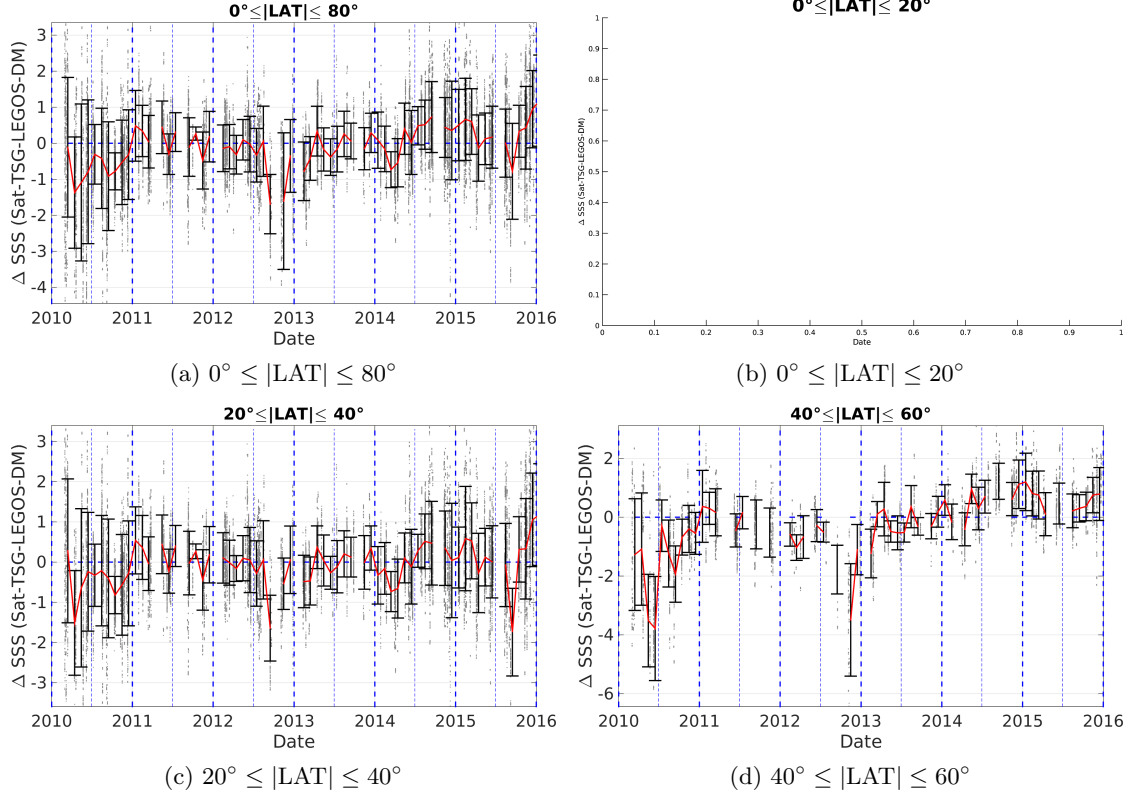 0°≤|LAT|≤ 80°
Δ SSS (Sat-TSG-LEGOS-DM)
3
2
1
0
-1
-2
-3
-4
2010 2011 2012 2013 2014 2015 2016
Date
(a) 0° ≤ |LAT| ≤ 80°
0°≤|LAT|≤ 20°
Δ SSS (Sat-TSG-LEGOS-DM)
1
0.9
0.8
0.7
0.6
0.5
0.4
0.3
0.2
0.1
0
0 0.1 0.2 0.3 0.4 0.5 0.6 0.7 0.8 0.9 1
Date
(b) 0° ≤ |LAT| ≤ 20°
20°≤|LAT|≤ 40°
Δ SSS (Sat-TSG-LEGOS-DM)
3
2
1
0
-1
-2
-3
2010 2011 2012 2013 2014 2015 2016
Date
(c) 20° ≤ |LAT| ≤ 40°
40°≤|LAT|≤ 60°
Δ SSS (Sat-TSG-LEGOS-DM)
2
0
-2
-4
-6
2010 2011 2012 2013 2014 2015 2016
Date
(d) 40° ≤ |LAT| ≤ 60°